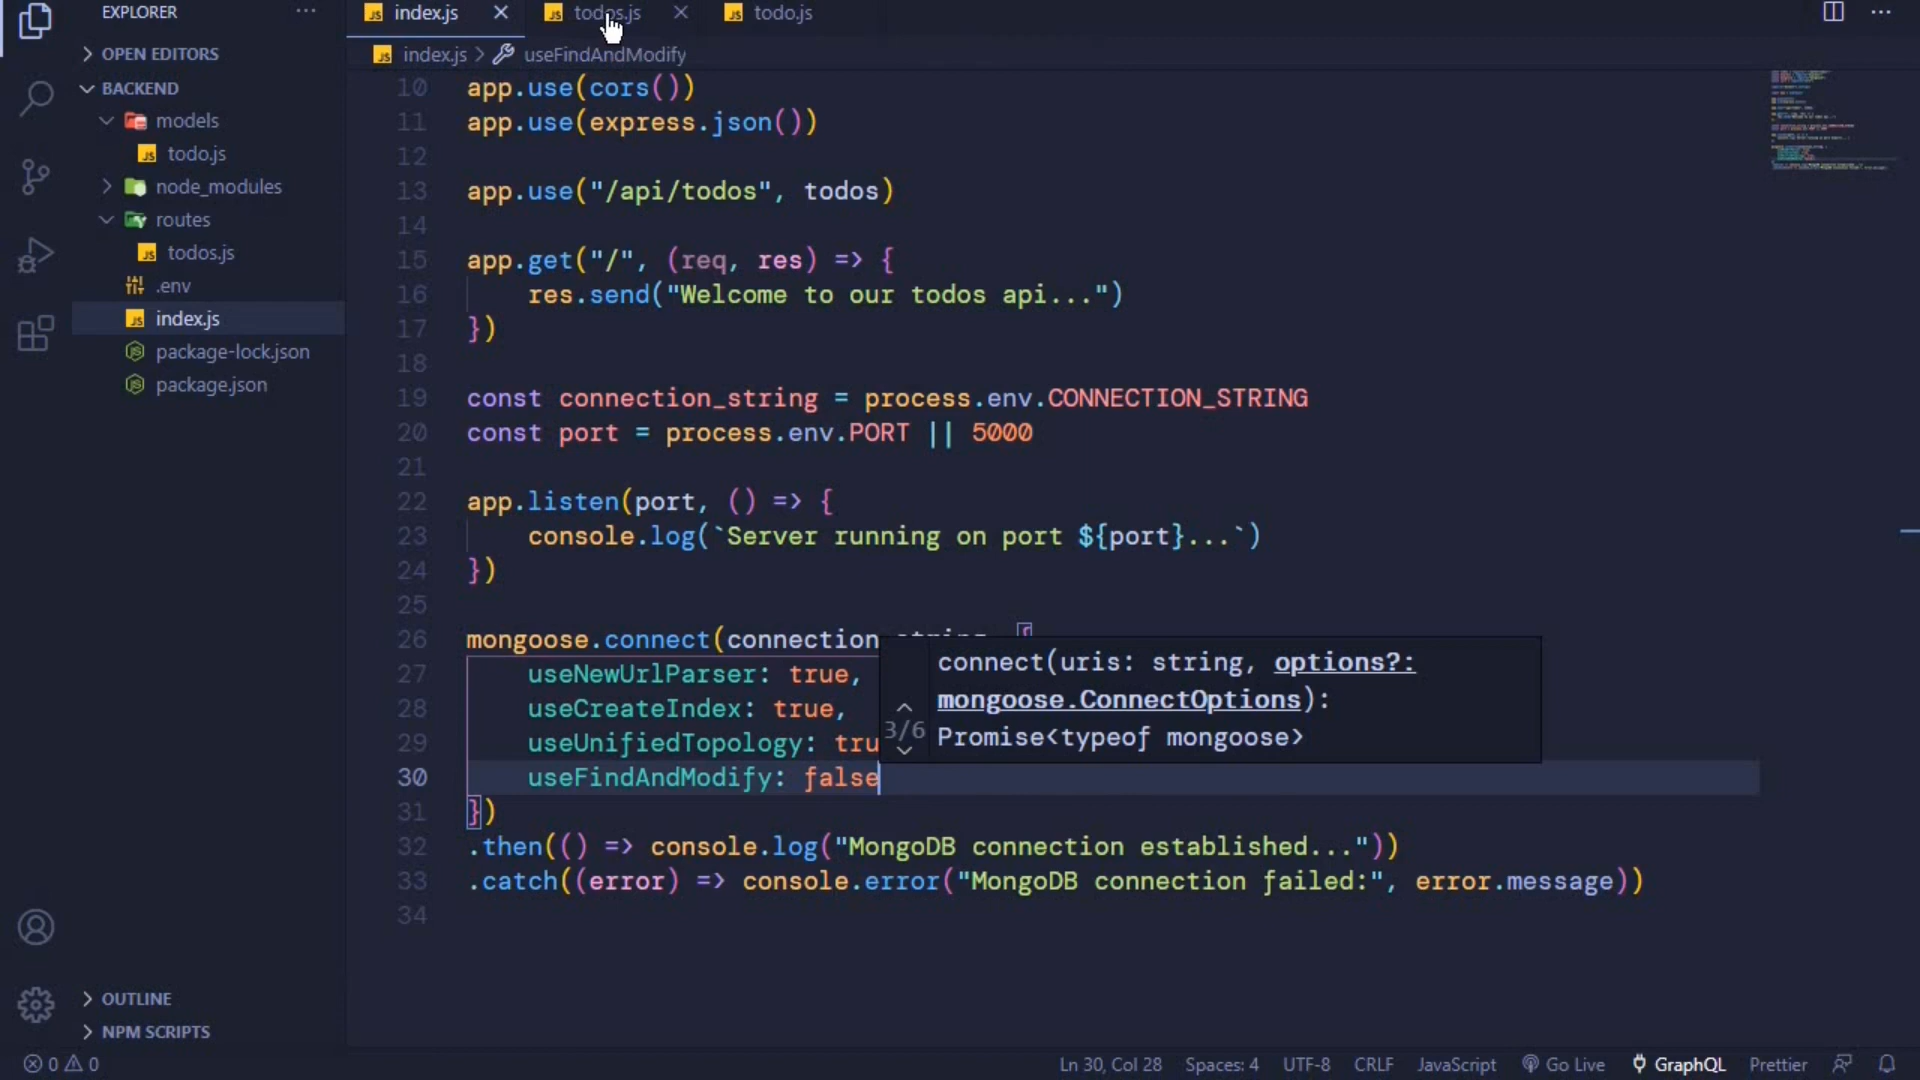 EXPLORER
OPEN EDITORS
BACKEND
models
todo.js
node_modules
routes
todos.js
.env
index.js
package-lock.json
package.json
OUTLINE
NPM SCRIPTS
index.js
todos.js
todo.js
index.js > useFindAndModify
10 app.use(cors())
11 app.use(express.json())
12
13 app.use("/api/todos", todos)
14
15 app.get("/", (req, res) => {
16 res.send("Welcome to our todos api...")
17 })
18
19 const connection_string = process.env.CONNECTION_STRING
20 const port = process.env.PORT || 5000
21
22 app.listen(port, () => {
23 console.log(`Server running on port ${port}...`)
24 })
25
26 mongoose.connect(connection_string, {
27 useNewUrlParser: true,
28 useCreateIndex: true,
29 useUnifiedTopology: tru
30 useFindAndModify: false
31 })
32 .then(() => console.log("MongoDB connection established..."))
33 .catch((error) => console.error("MongoDB connection failed:", error.message))
34
3/6
connect(uris: string, options?:
mongoose.ConnectOptions):
Promise<typeof mongoose>
0 0
Ln 30, Col 28
Spaces: 4
UTF-8
CRLF
JavaScript
Go Live
GraphQL
Prettier